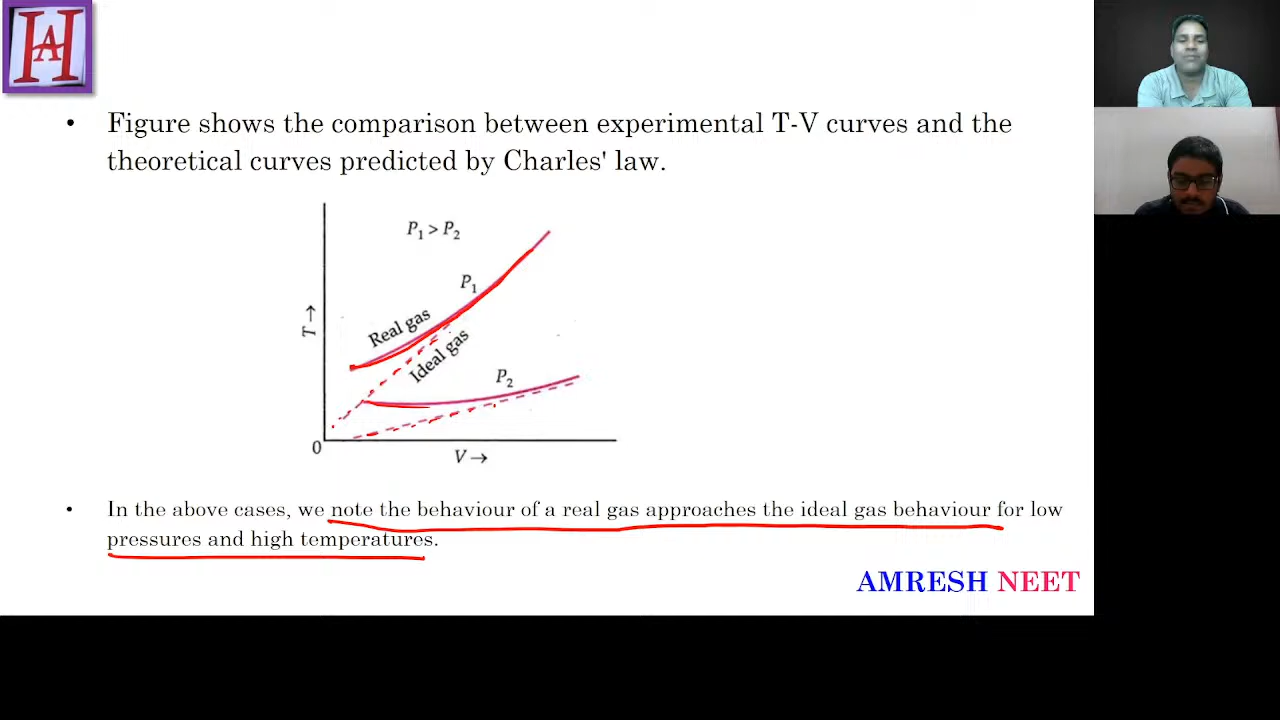 HA
• Figure shows the comparison between experimental T-V curves and the
theoretical curves predicted by Charles' law.
P₁ > P₂
P₁
Real gas
Ideal gas
T →
P₂
0
V →
• In the above cases, we note the behaviour of a real gas approaches the ideal gas behaviour for low
pressures and high temperatures.
AMRESH NEET